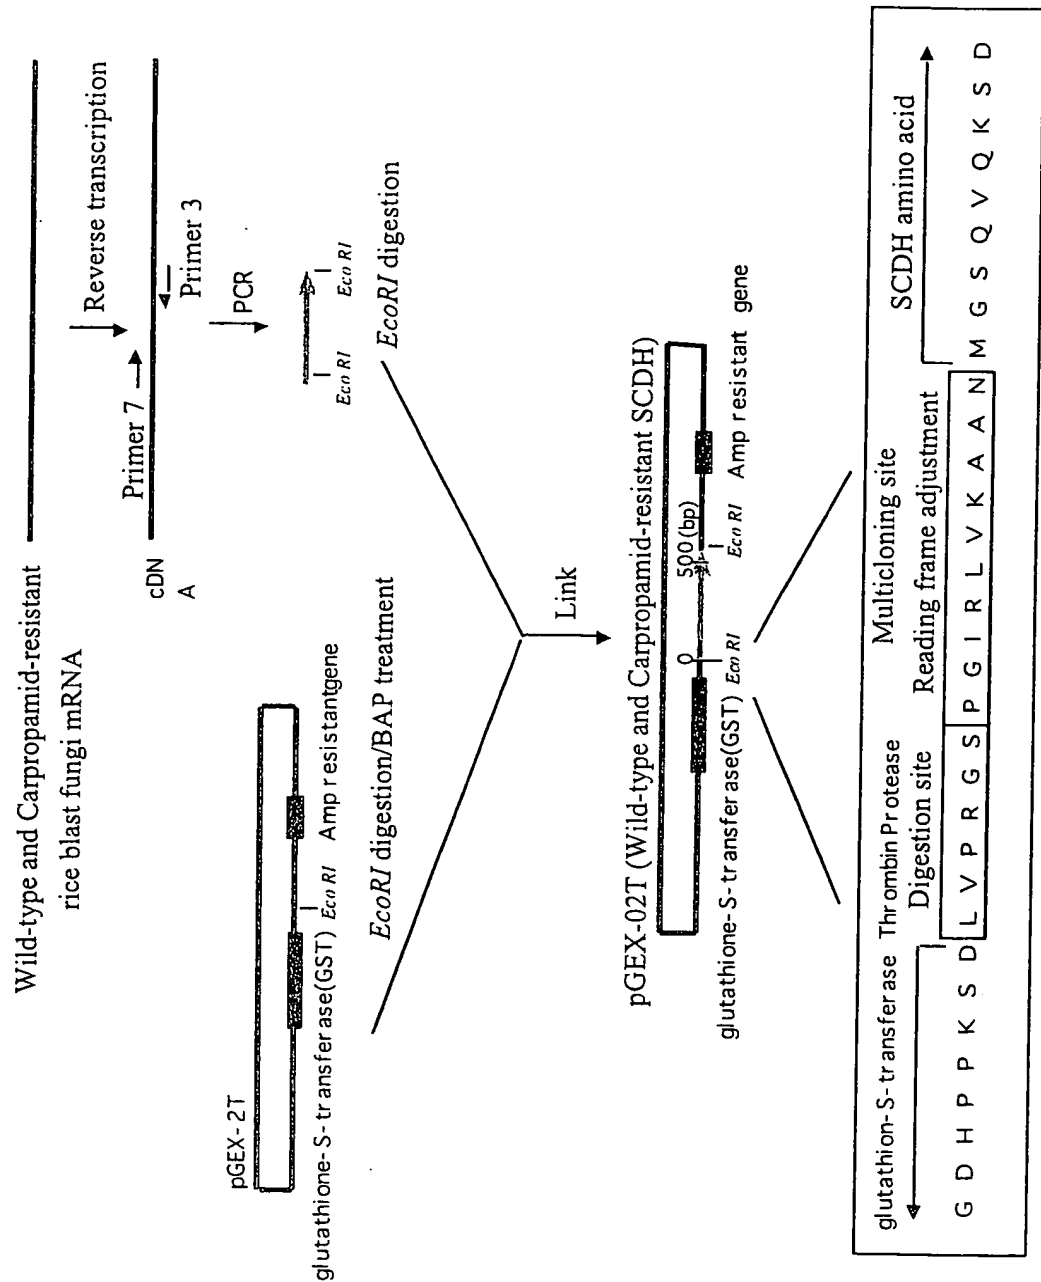 Wild-type and Carpropamid-resistant
rice blast fungi mRNA
Reverse transcription
Primer 7
cDN
A
Primer 3
PCR
Eco RI
Eco RI
EcoRI digestion
pGEX-2T
Eco RI
glutathione-S-transferase(GST)
Amp resistantgene
EcoRI digestion/BAP treatment
Link
pGEX-02T (Wild-type and Carpropamid-resistant SCDH)
0
500(bp)
Eco RI
Eco RI
glutathione-S-transferase(GST)
Amp resistart gene
glutathion-S-transferase
Thrombin Protease
Digestion site
Multicloning site
Reading frame adjustment
SCDH amino acid
G D H P P K S D L V P R G S P G I R L V K A A N M G S Q V Q K S D